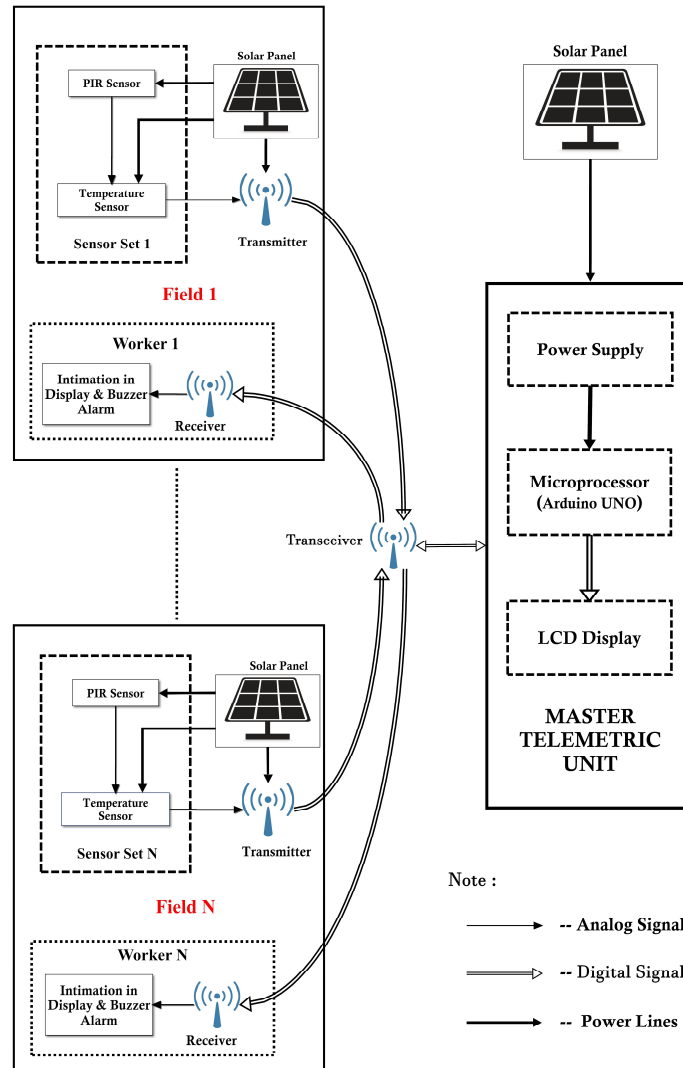 Solar Panel
PIR Sensor
Temperature
Sensor
Sensor Set 1
Transmitter
Field 1
Worker 1
Intimation in
Display & Buzzer
Alarm
Receiver
Solar Panel
Power Supply
Microprocessor
(Arduino UNO)
LCD Display
MASTER
TELEMETRIC
UNIT
Transceiver
Solar Panel
PIR Sensor
Temperature
Sensor
Sensor Set N
Transmitter
Field N
Worker N
Intimation in
Display & Buzzer
Alarm
Receiver
Note :
-- Analog Signal
-- Digital Signal
-- Power Lines